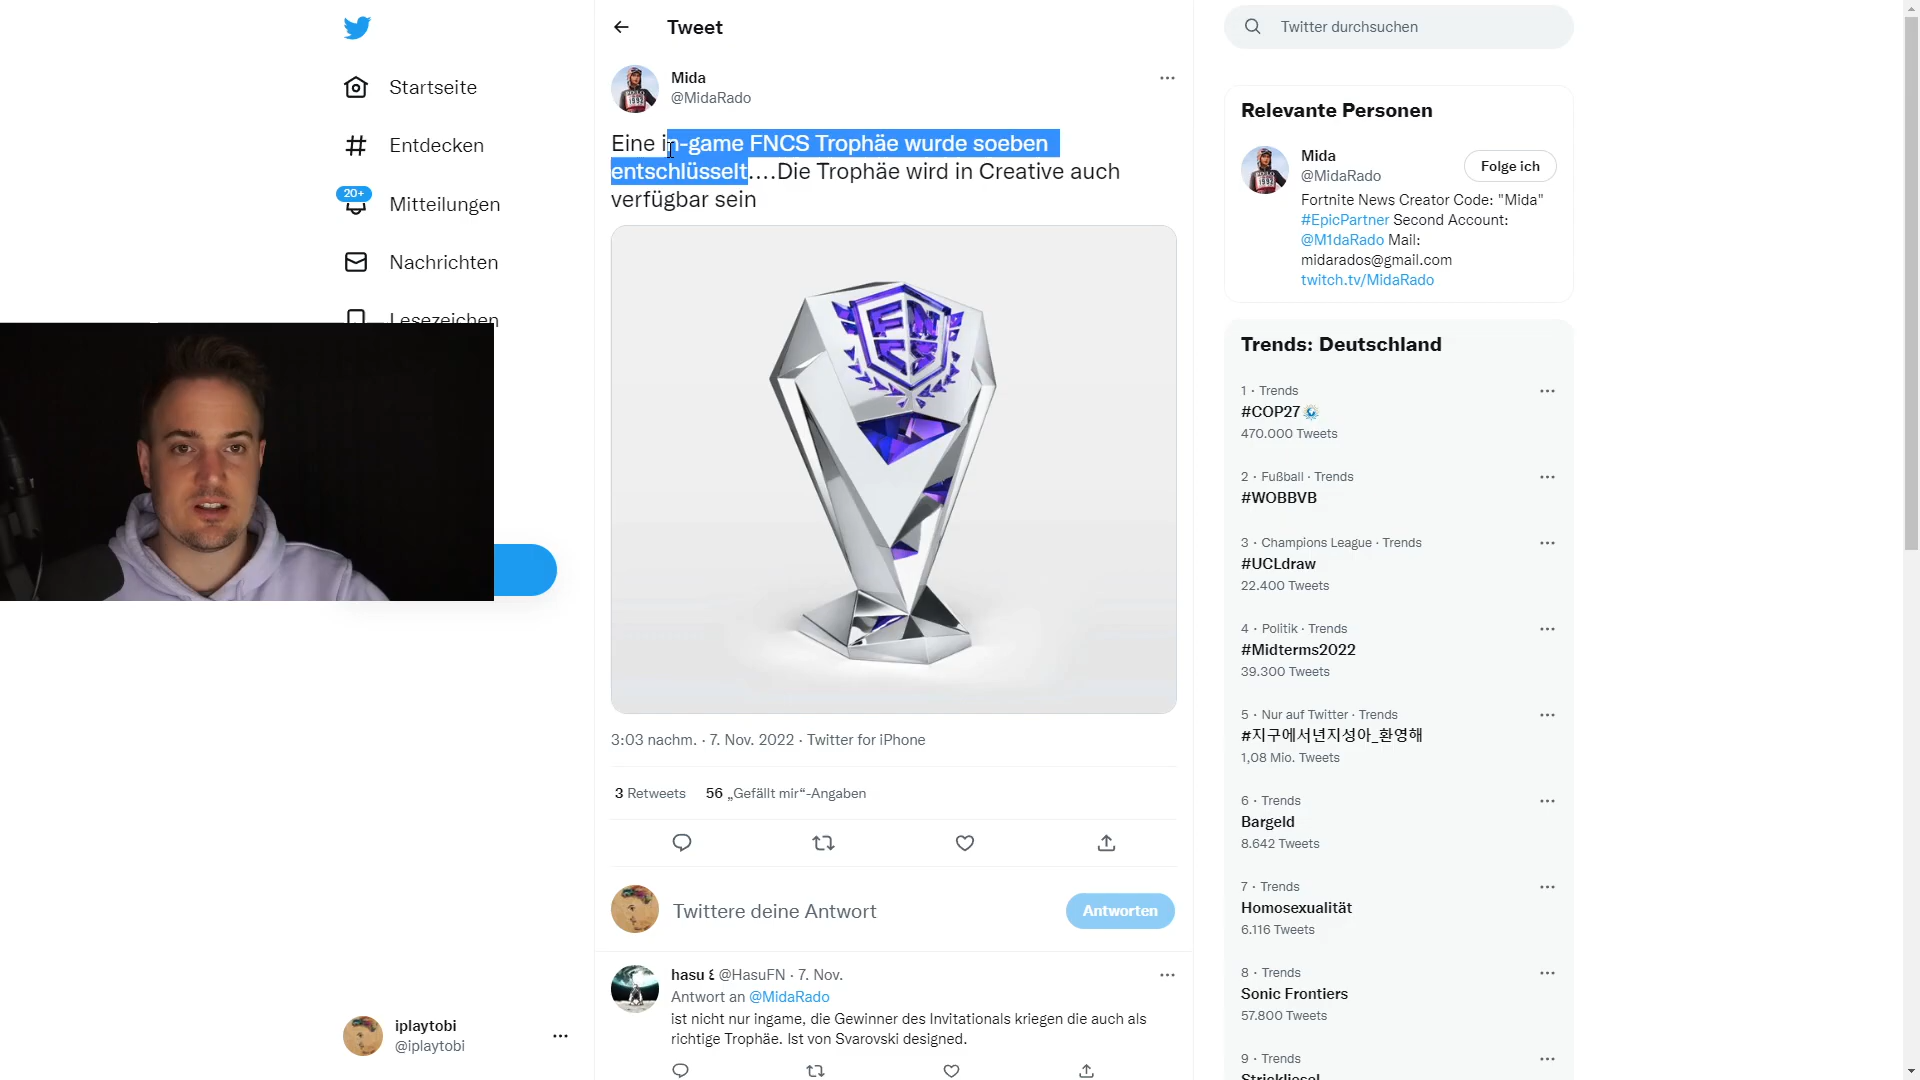 Tweet
Twitter durchsuchen
Startseite
Entdecken
20+
Mitteilungen
Nachrichten
Lesezeichen
iplaytobi
@iplaytobi
Mida
@MidaRado
Eine in-game FNCS Trophäe wurde soeben
entschlüsselt....Die Trophäe wird in Creative auch
verfügbar sein
FNCS
3:03 nachm. · 7. Nov. 2022 · Twitter for iPhone
3 Retweets 56 „Gefällt mir“-Angaben
Twittere deine Antwort
Antworten
hasu ꒰ @HasuFN · 7. Nov.
Antwort an @MidaRado
ist nicht nur ingame, die Gewinner des Invitationals kriegen die auch als
richtige Trophäe. Ist von Svarovski designed.
Relevante Personen
Mida
@MidaRado
Folge ich
Fortnite News Creator Code: "Mida"
#EpicPartner Second Account:
@M1daRado Mail:
midarados@gmail.com
twitch.tv/MidaRado
Trends: Deutschland
1 · Trends
#COP27
470.000 Tweets
2 · Fußball · Trends
#WOBBVB
3 · Champions League · Trends
#UCLdraw
22.400 Tweets
4 · Politik · Trends
#Midterms2022
39.300 Tweets
5 · Nur auf Twitter · Trends
#지구에서년지성아_환영해
1,08 Mio. Tweets
6 · Trends
Bargeld
8.642 Tweets
7 · Trends
Homosexualität
6.116 Tweets
8 · Trends
Sonic Frontiers
57.800 Tweets
9 · Trends
Strickliesel